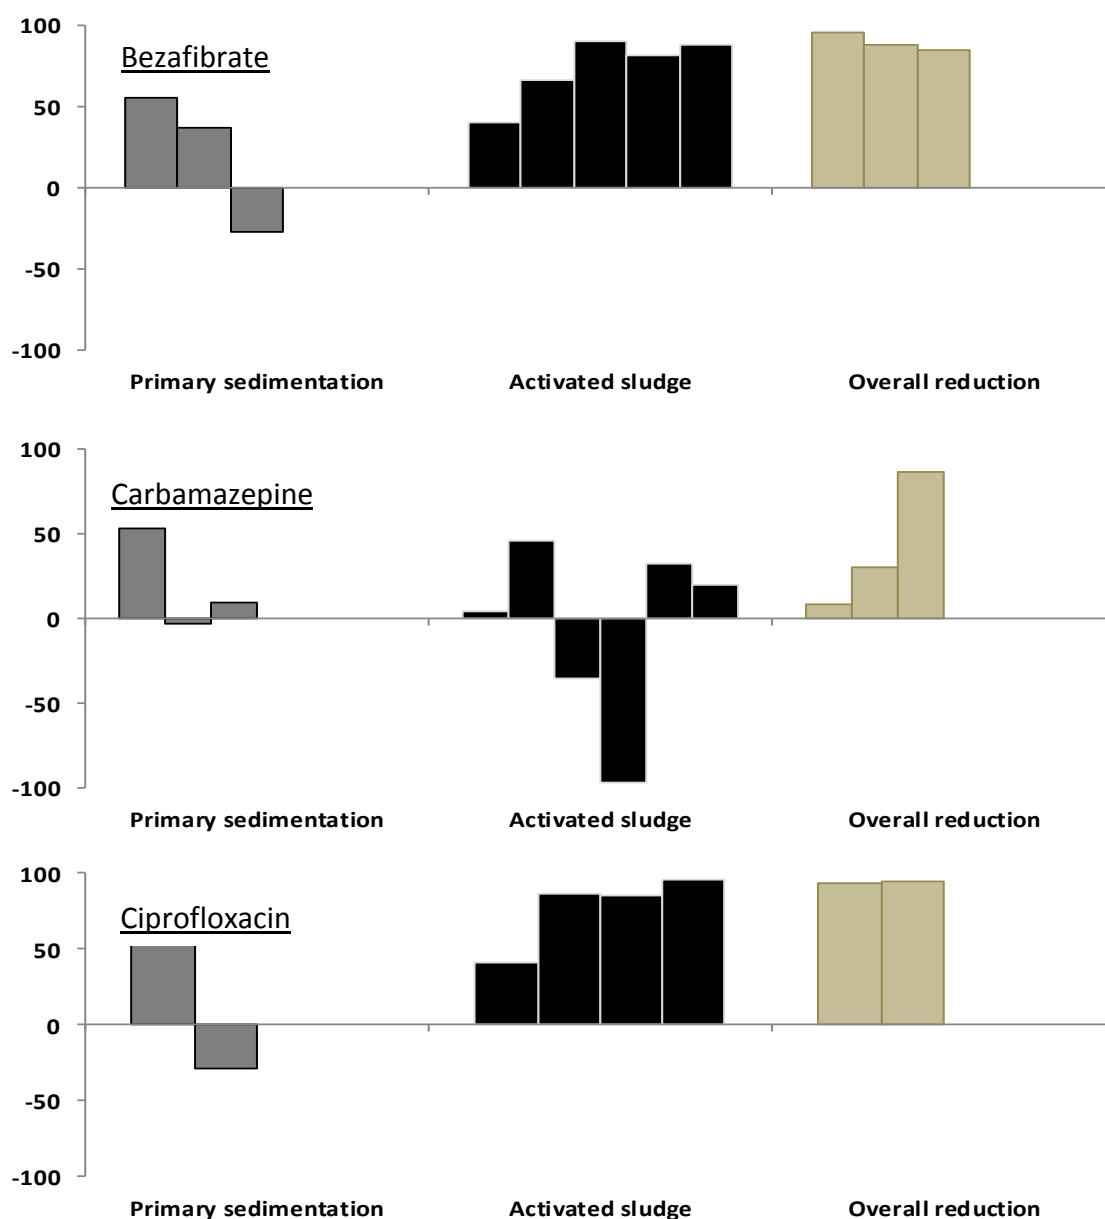 100
Bezafibrate
50
0
-50
-100
Primary sedimentation Activated sludge Overall reduction
100
Carbamazepine
50
0
-50
-100
Primary sedimentation Activated sludge Overall reduction
100
Ciprofloxacin
50
0
-50
-100
Primary sedimentation Activated sludge Overall reduction